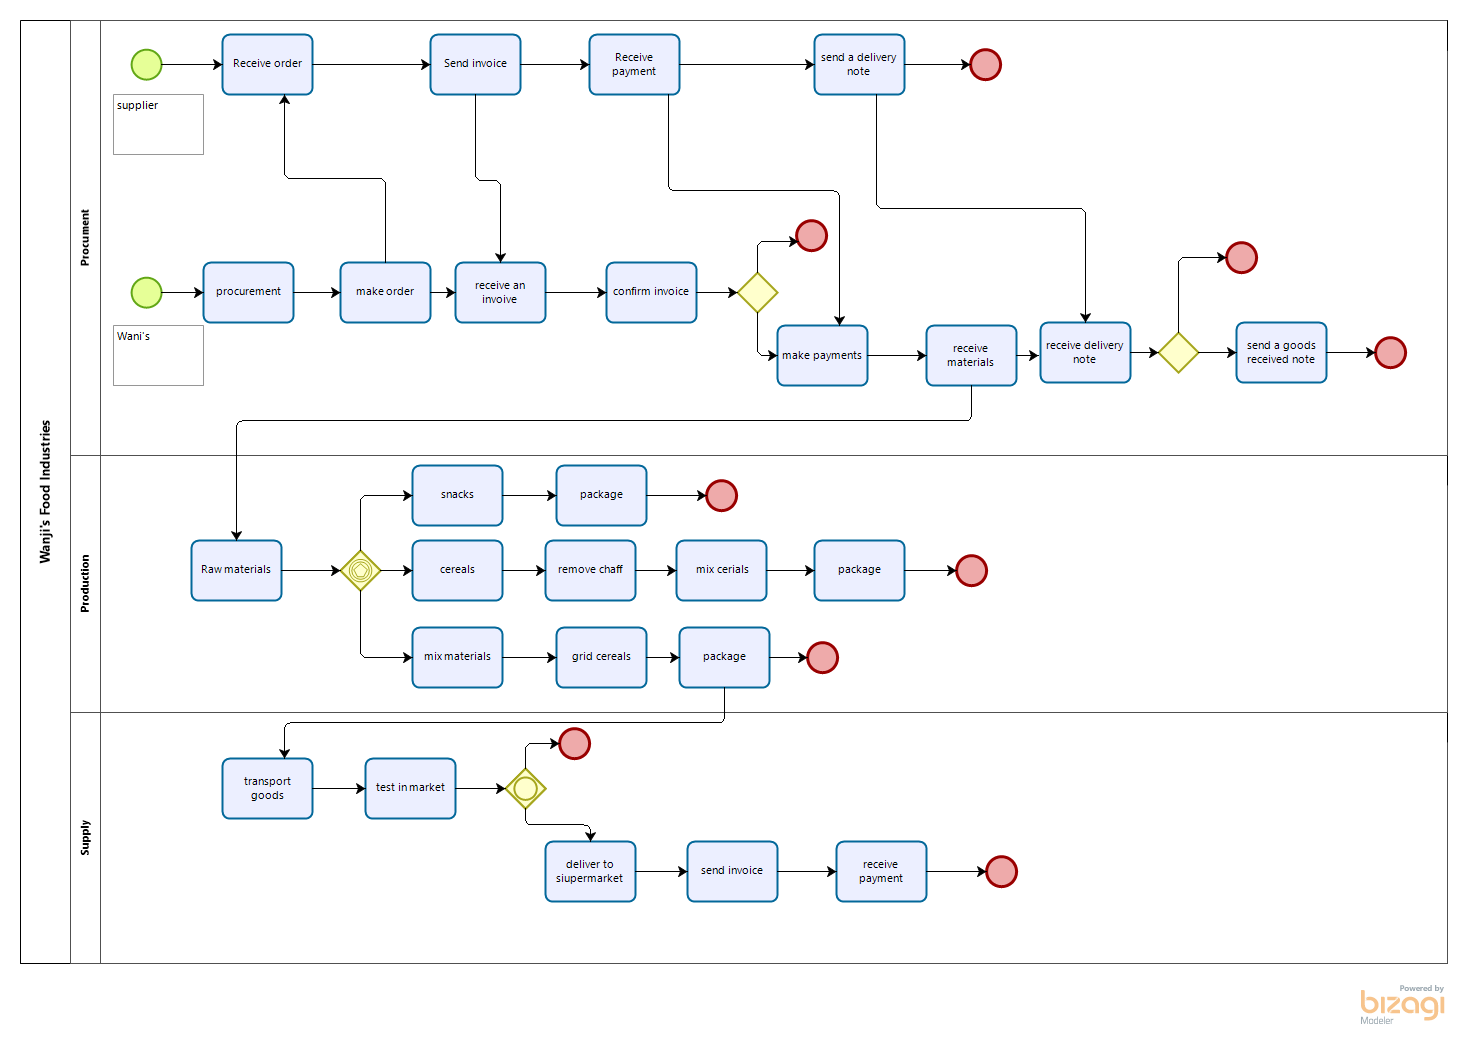 Wanji's Food Industries
Procument
Receive order
Send invoice
Receive
payment
send a delivery
note
supplier
procurement
make order
receive an
invoive
confirm invoice
Wani's
make payments
receive
materials
receive delivery
note
send a goods
received note
Production
snacks
package
Raw materials
cereals
remove chaff
mix cerials
package
mix materials
grid cereals
package
Supply
transport
goods
test in market
deliver to
siupermarket
send invoice
receive
payment
Powered by
bizagi
Modeler